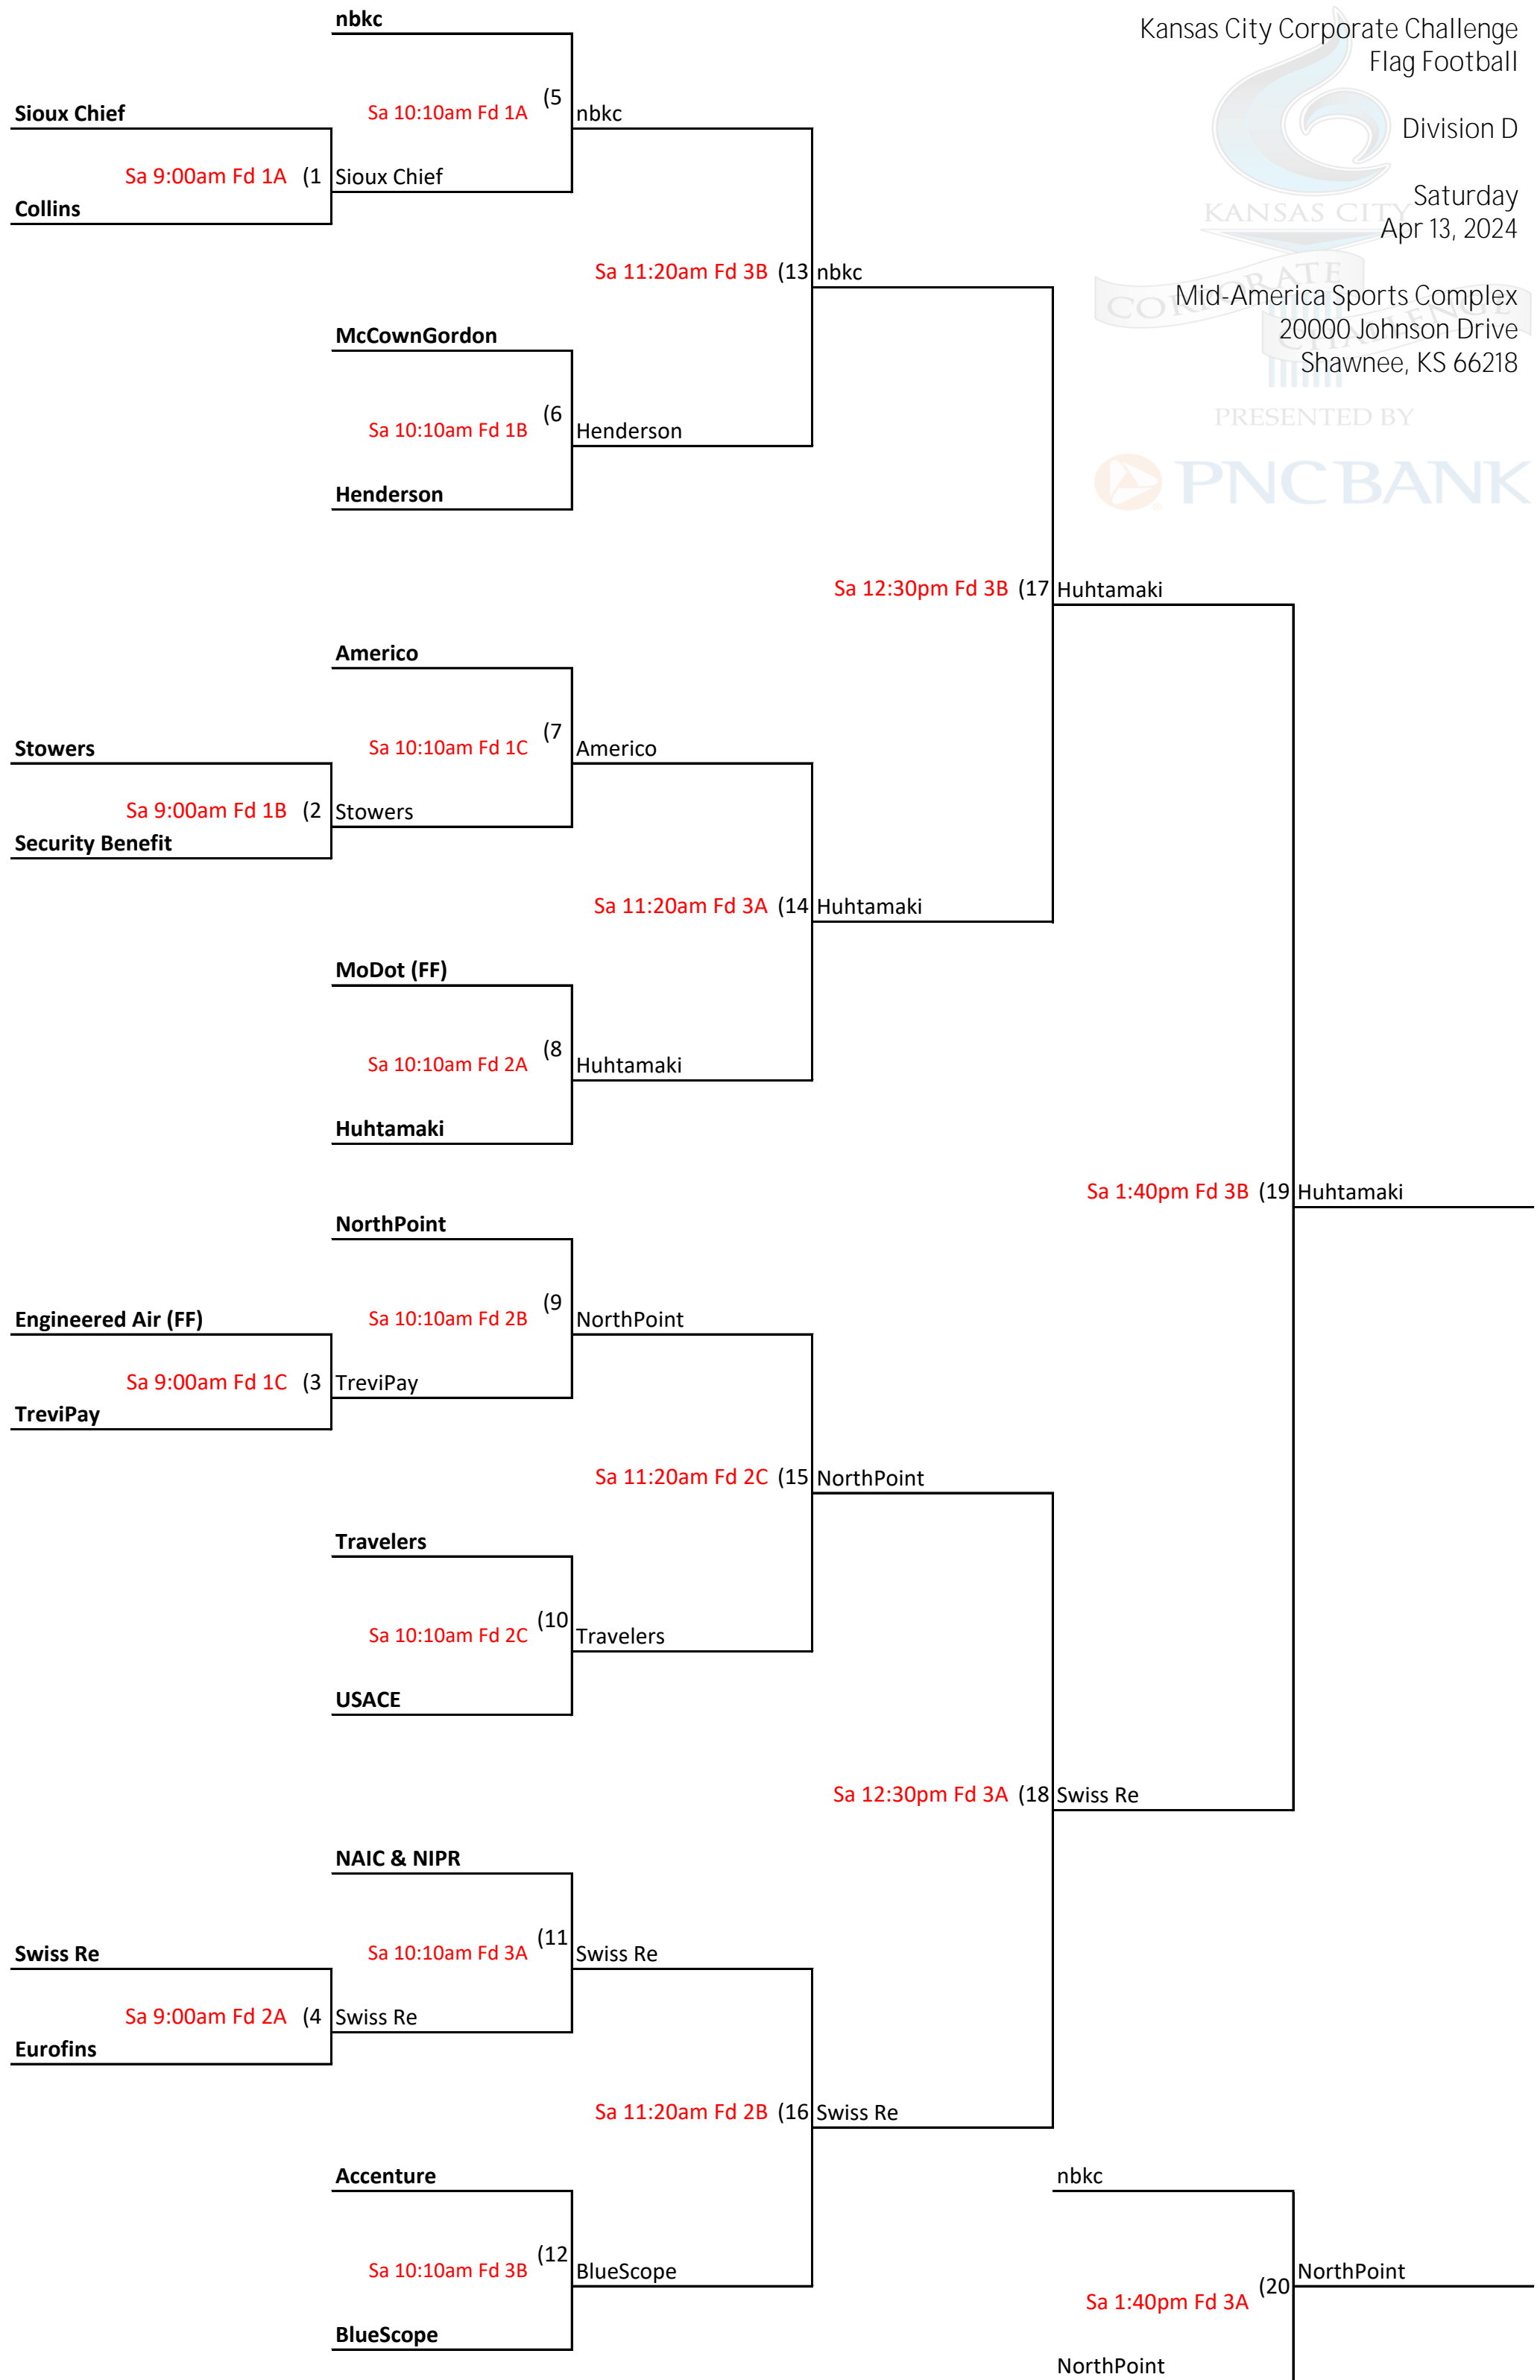 nbkc
Kansas City Corporate Challenge
Flag Football
Sioux Chief
Sa 10:10am Fd 1A (5
nbkc
Division D
Sa 9:00am Fd 1A (1
Sioux Chief
Collins
Saturday
KANSAS CITY
Apr 13, 2024
Sa 11:20am Fd 3B (13
nbkc
CORPORATE
CHALLENGE
Mid-America Sports Complex
20000 Johnson Drive
Shawnee, KS 66218
McCownGordon
Sa 10:10am Fd 1B (6
Henderson
PRESENTED BY
PNC BANK
Henderson
Sa 12:30pm Fd 3B (17
Huhtamaki
Americo
Stowers
Sa 10:10am Fd 1C (7
Americo
Sa 9:00am Fd 1B (2
Stowers
Security Benefit
Sa 11:20am Fd 3A (14
Huhtamaki
MoDot (FF)
Sa 10:10am Fd 2A (8
Huhtamaki
Huhtamaki
Sa 1:40pm Fd 3B (19
Huhtamaki
NorthPoint
Engineered Air (FF)
Sa 10:10am Fd 2B (9
NorthPoint
Sa 9:00am Fd 1C (3
TreviPay
TreviPay
Sa 11:20am Fd 2C (15
NorthPoint
Travelers
Sa 10:10am Fd 2C (10
Travelers
USACE
Sa 12:30pm Fd 3A (18
Swiss Re
NAIC & NIPR
Swiss Re
Sa 10:10am Fd 3A (11
Swiss Re
Sa 9:00am Fd 2A (4
Swiss Re
Eurofins
Sa 11:20am Fd 2B (16
Swiss Re
Accenture
nbkc
Sa 10:10am Fd 3B (12
BlueScope
Sa 1:40pm Fd 3A (20
NorthPoint
BlueScope
NorthPoint